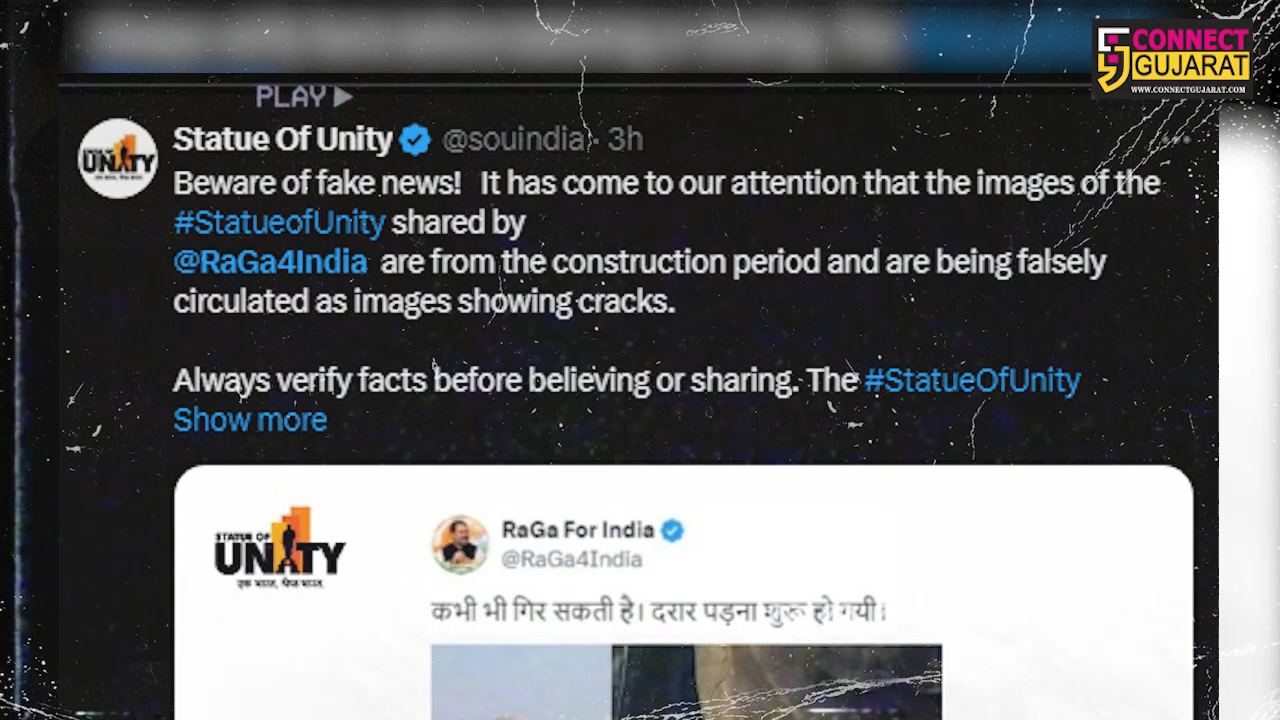 CONNECT
GUJARAT
WWW.CONNECTGUJARAT.COM
PLAY
Statue Of Unity @souindia · 3h
Beware of fake news! It has come to our attention that the images of the
#StatueofUnity shared by
@RaGa4India are from the construction period and are being falsely
circulated as images showing cracks.
Always verify facts before believing or sharing. The #StatueOfUnity
Show more
STATUE OF
UNITY
एक भारत, श्रेष्ठ भारत.
RaGa For India
@RaGa4India
कभी भी गिर सकती है। दरार पड़ना शुरू हो गयी।